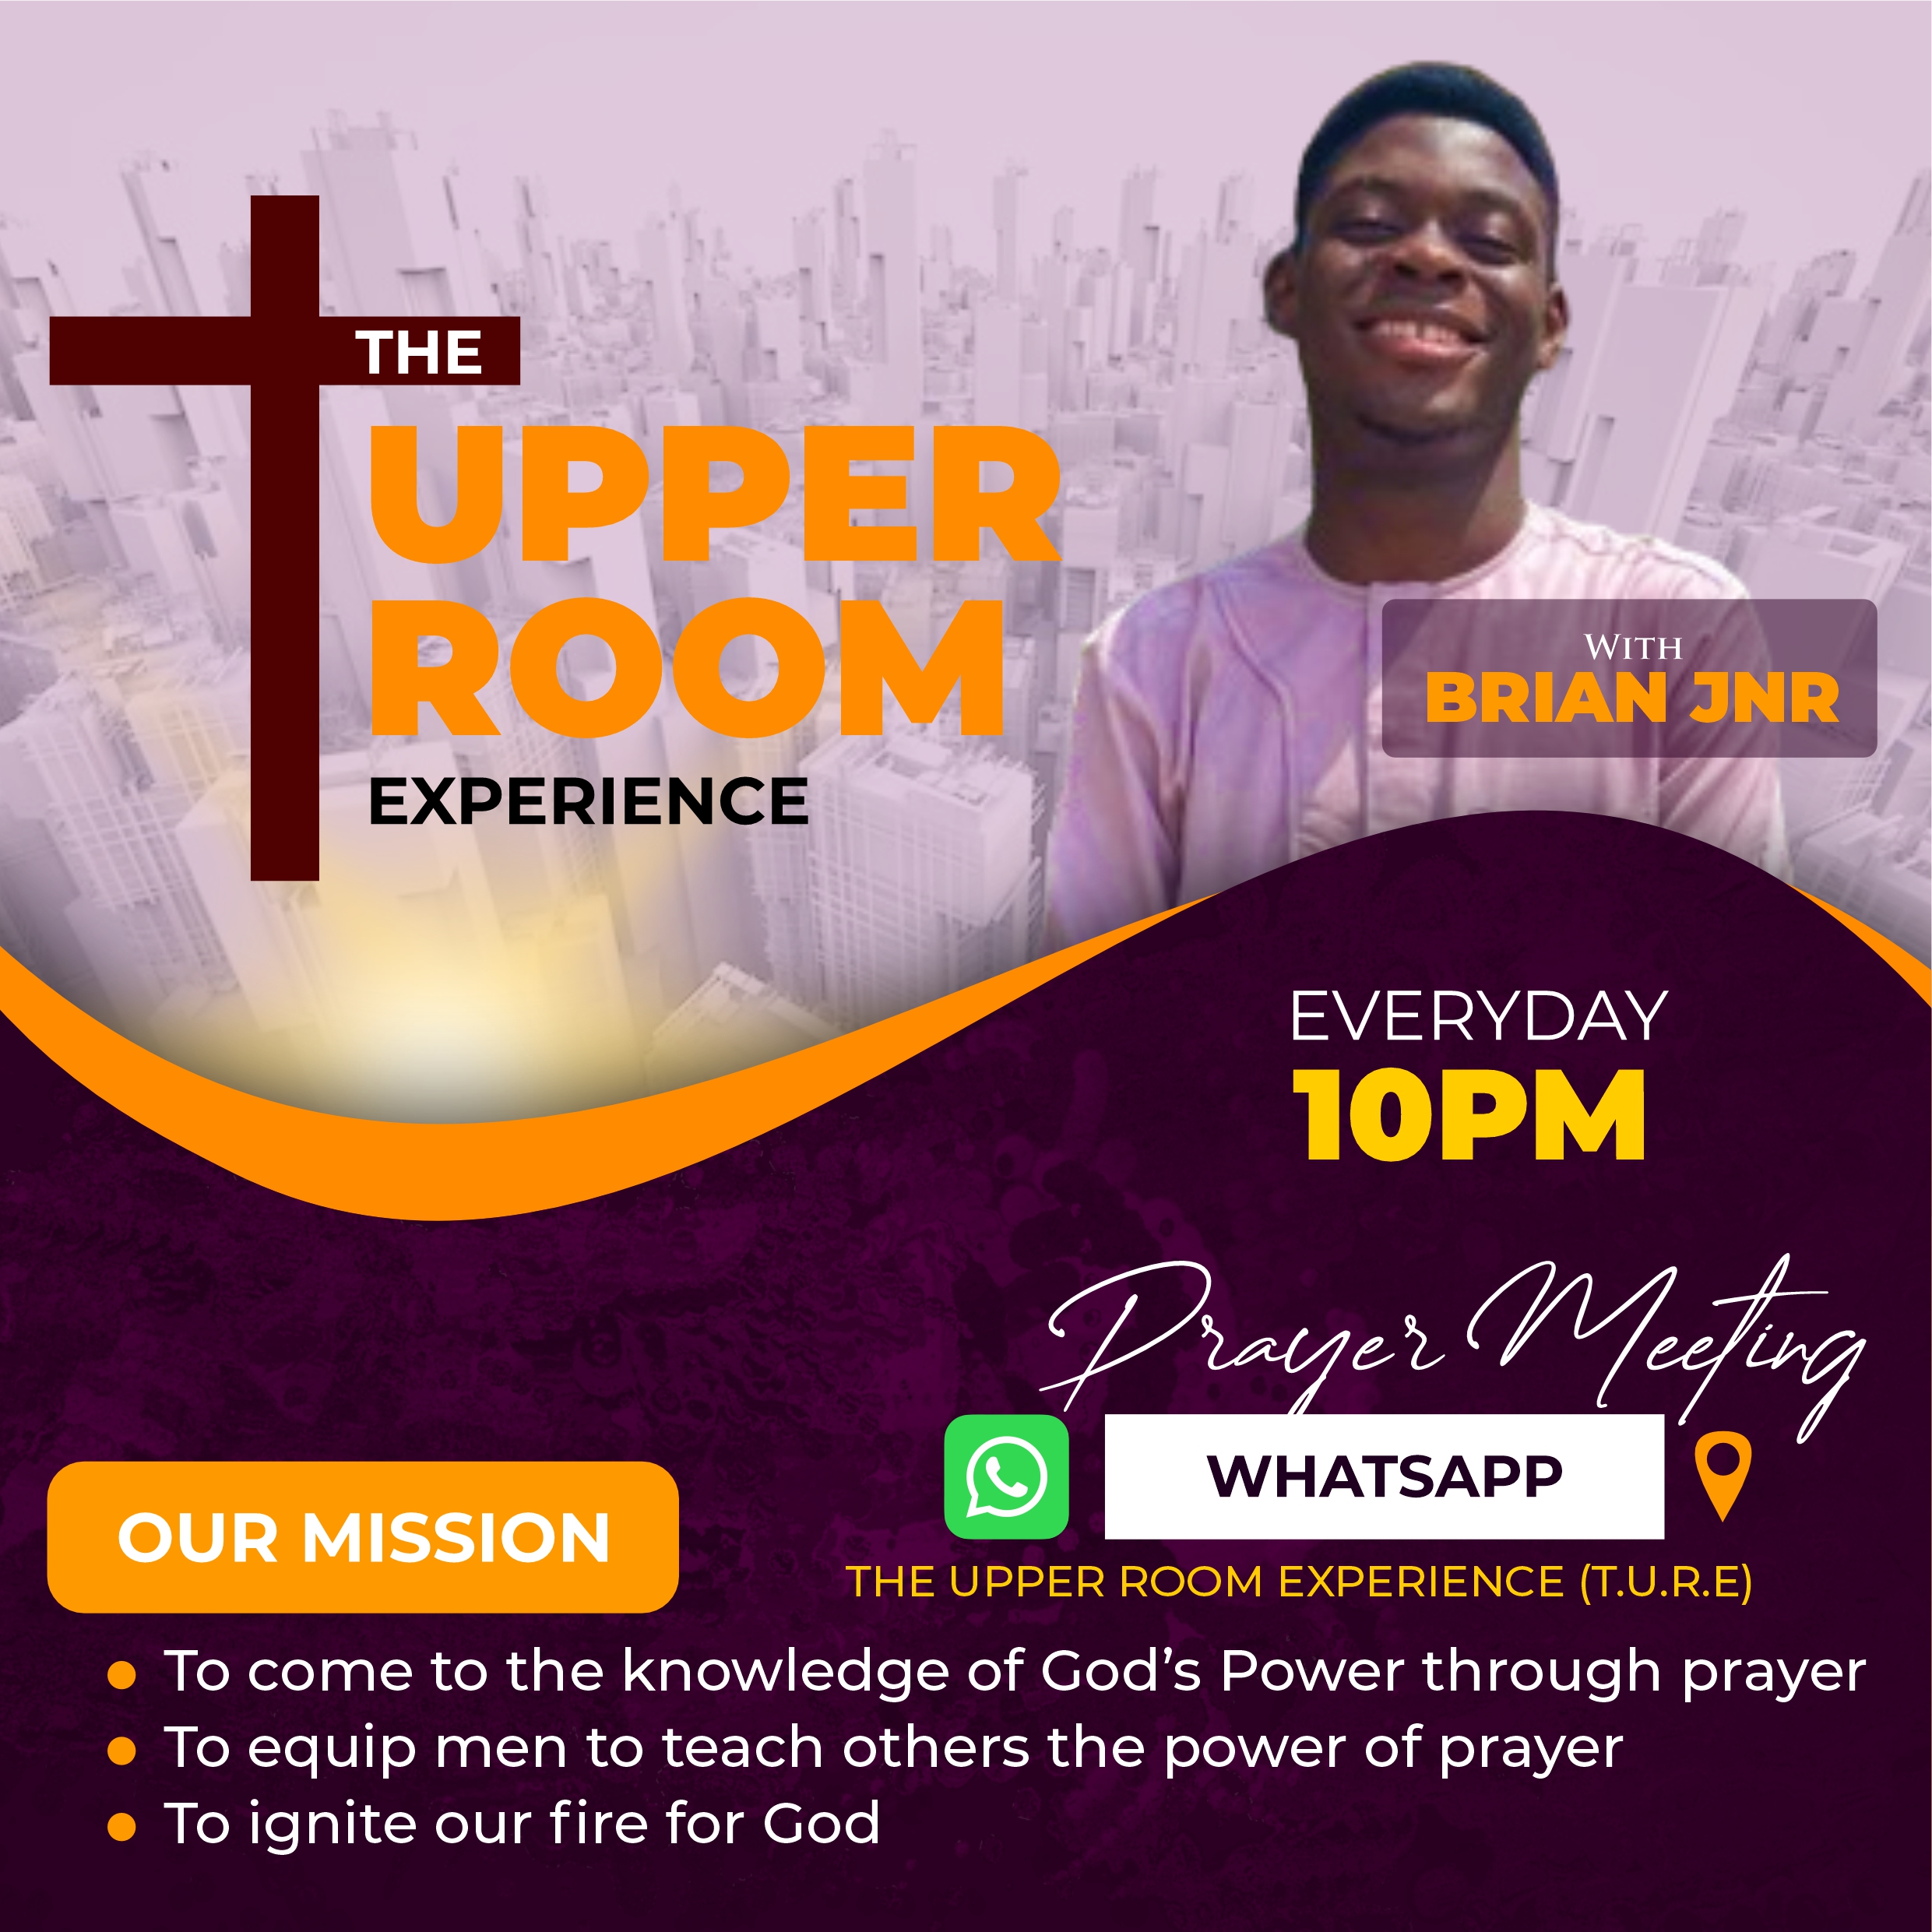 THE
UPPER
ROOM
EXPERIENCE
WITH
BRIAN JNR
EVERYDAY
10PM
Prayer Meeting
WHATSAPP
THE UPPER ROOM EXPERIENCE (T.U.R.E)
OUR MISSION
To come to the knowledge of God’s Power through prayer
To equip men to teach others the power of prayer
To ignite our fire for God